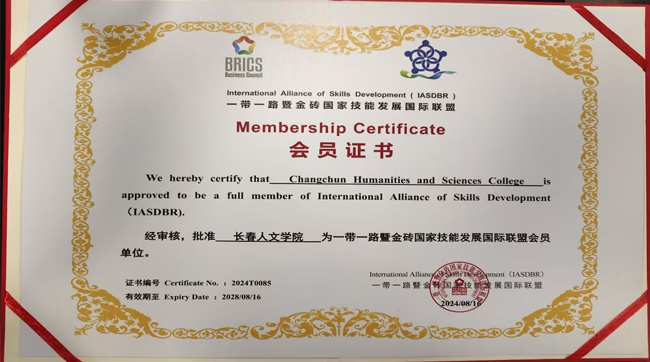 BRICS
Business Council
International Alliance of Skills Development ( IASDBR )
一带一路暨金砖国家技能发展国际联盟
Membership Certificate
会员证书
We hereby certify that Changchun Humanities and Sciences College is
approved to be a full member of International Alliance of Skills Development
(IASDBR).
经审核，批准 长春人文学院 为一带一路暨金砖国家技能发展国际联盟会员
单位。
证书编号 Certificate No. : 2024T0085
有效期至 Expiry Date : 2028/08/16
International Alliance of Skills Development (IASDBR)
一带一路暨金砖国家技能发展国际联盟
2024/08/16